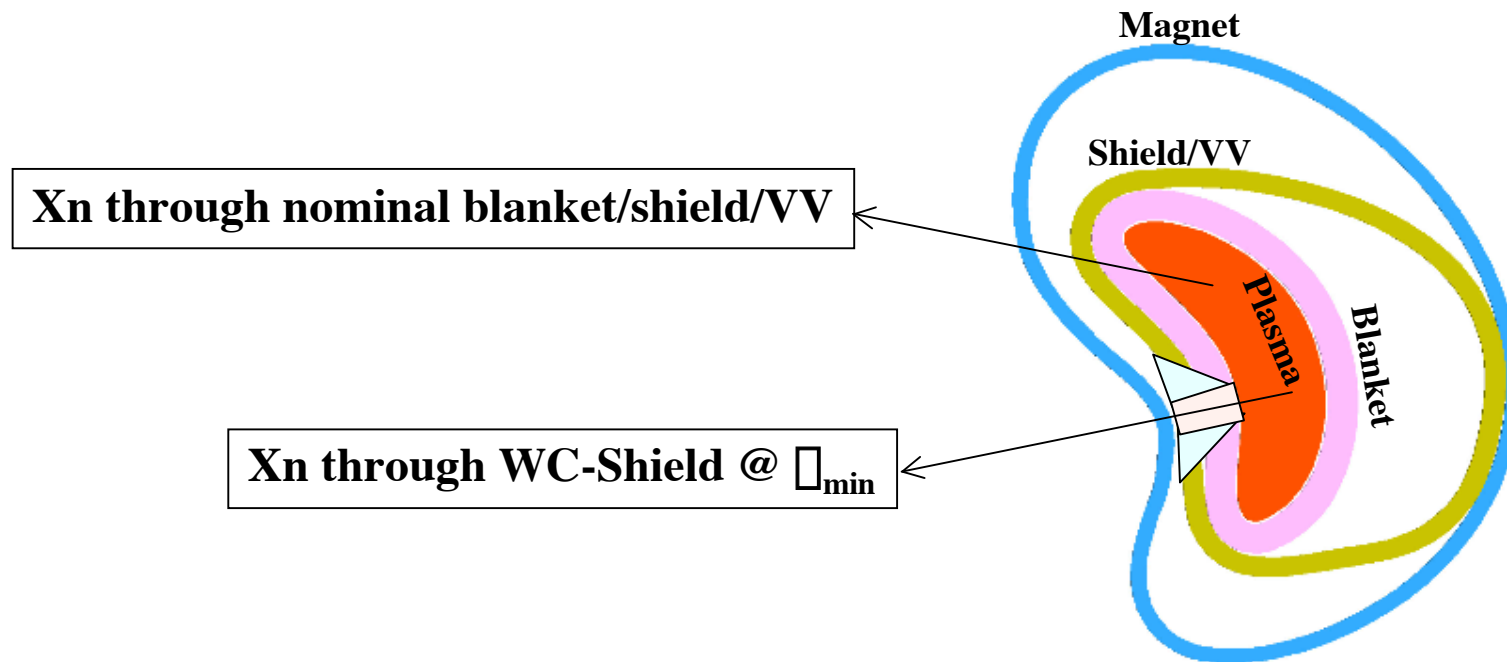 Magnet
Shield/VV
Xn through nominal blanket/shield/VV
Plasma
Blanket
Xn through WC-Shield @ □min